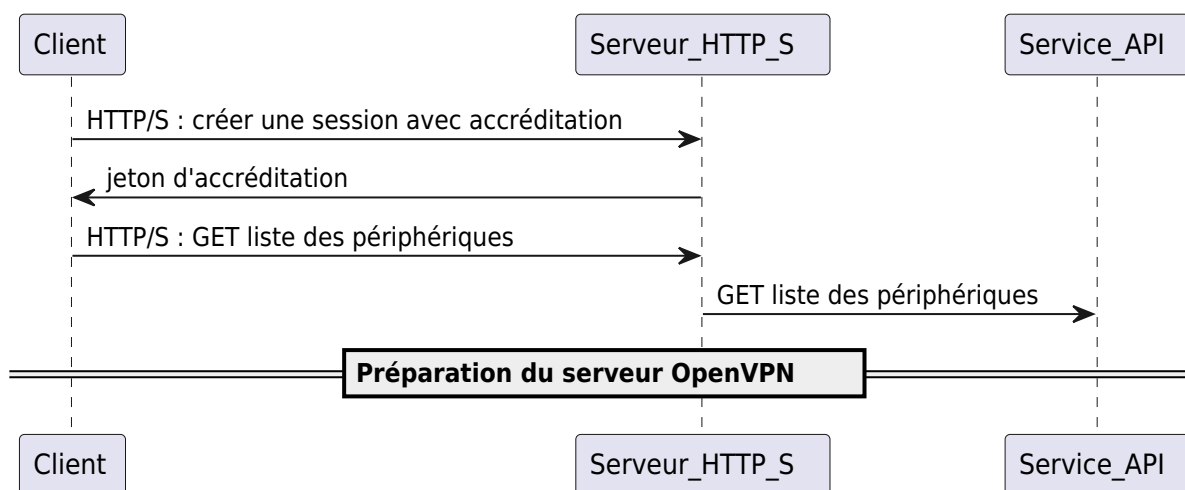 Client
Serveur_HTTP_S
Service_API
HTTP/S : créer une session avec accréditation
jeton d'accréditation
HTTP/S : GET liste des périphériques
GET liste des périphériques
Préparation du serveur OpenVPN
Client
Serveur_HTTP_S
Service_API